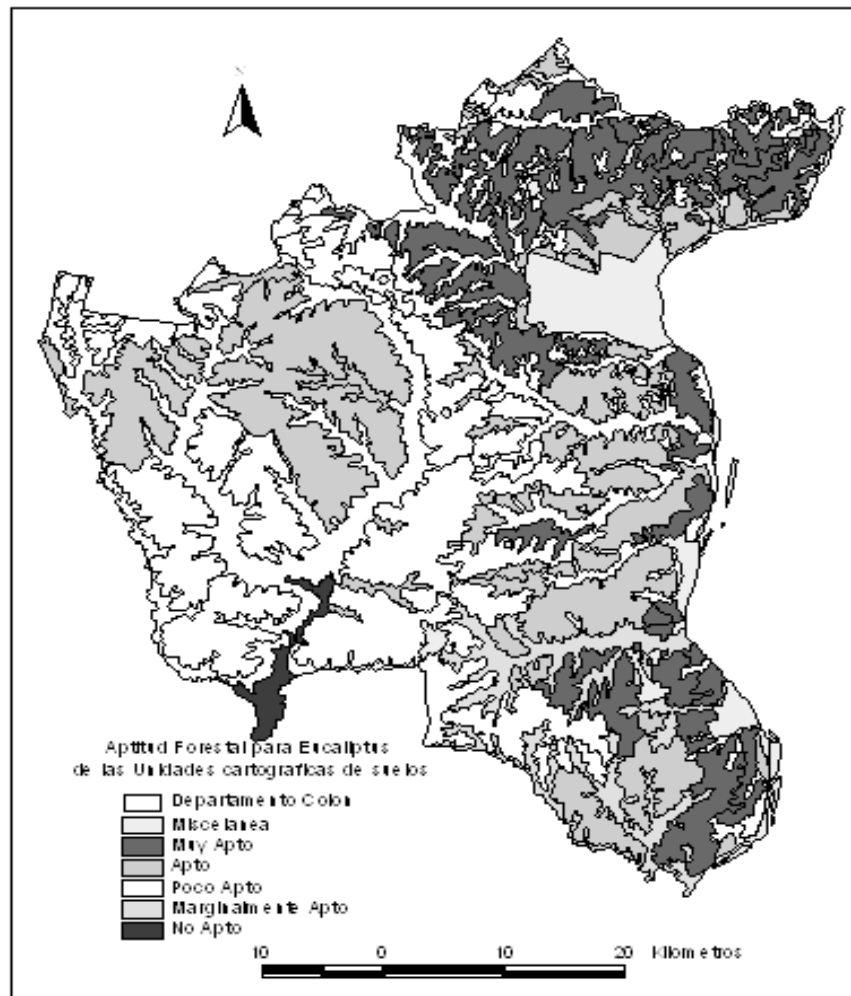 Aptitud Forestal para Eucaliptus
de las Unidades cartograficas de suelos
Departamento Colon
Miscelanea
Muy Apto
Apto
Poco Apto
Marginalmente Apto
No Apto
10 0 10 20 Kilometros